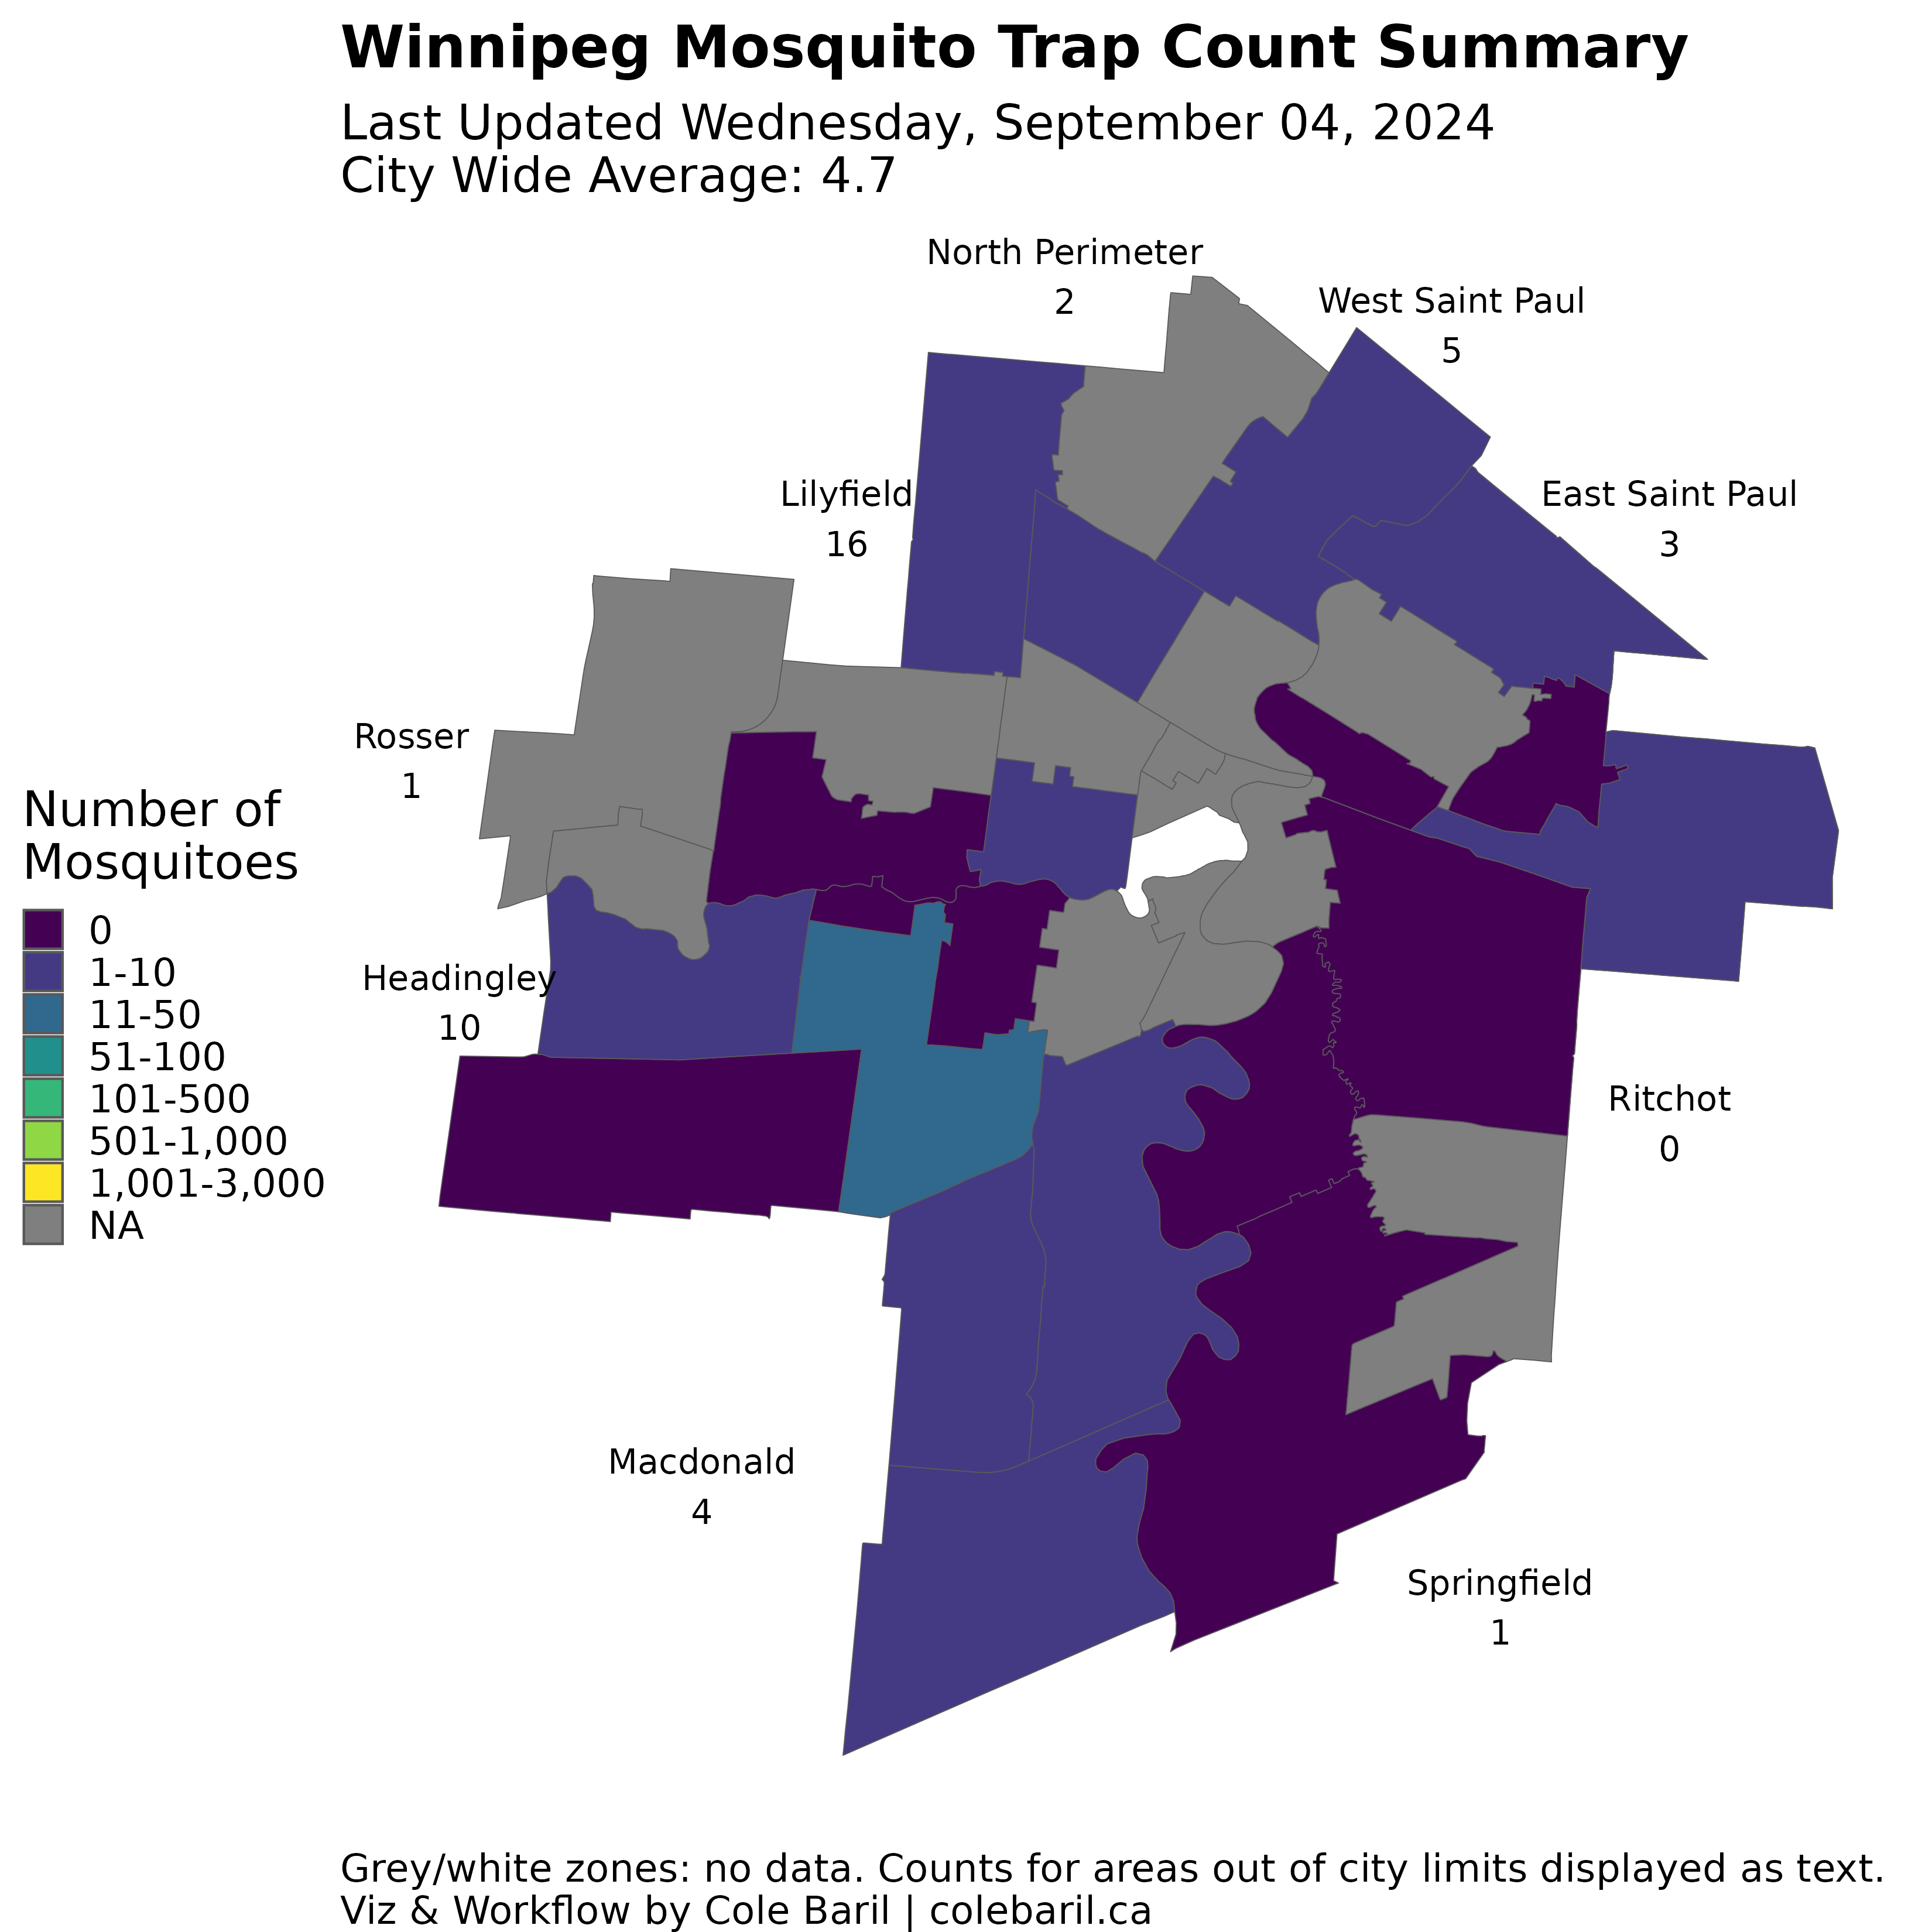 Winnipeg Mosquito Trap Count Summary
Last Updated Wednesday, September 04, 2024
City Wide Average: 4.7
North Perimeter
2
West Saint Paul
5
Lilyfield
16
East Saint Paul
3
Rosser
1
Number of
Mosquitoes
0
1-10
11-50
51-100
101-500
501-1,000
1,001-3,000
NA
Headingley
10
Ritchot
0
Macdonald
4
Springfield
1
Grey/white zones: no data. Counts for areas out of city limits displayed as text.
Viz & Workflow by Cole Baril | colebaril.ca